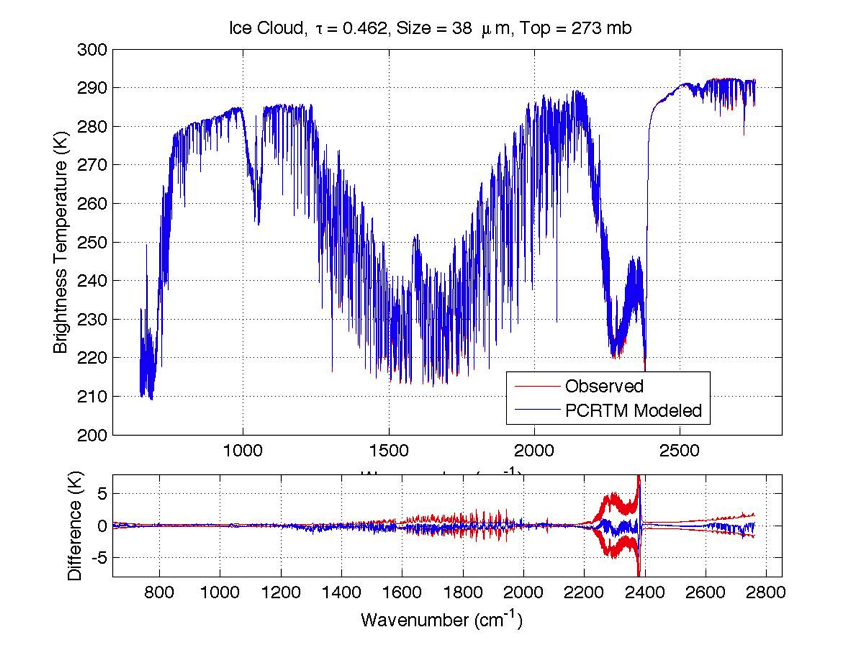 Ice Cloud, τ = 0.462, Size = 38 μ m, Top = 273 mb
300
290
280
270
260
250
240
230
220
210
200
Brightness Temperature (K)
Observed
PCRTM Modeled
1000 1500 2000 2500
5
0
-5
Difference (K)
800 1000 1200 1400 1600 1800 2000 2200 2400 2600 2800
Wavenumber (cm-1)